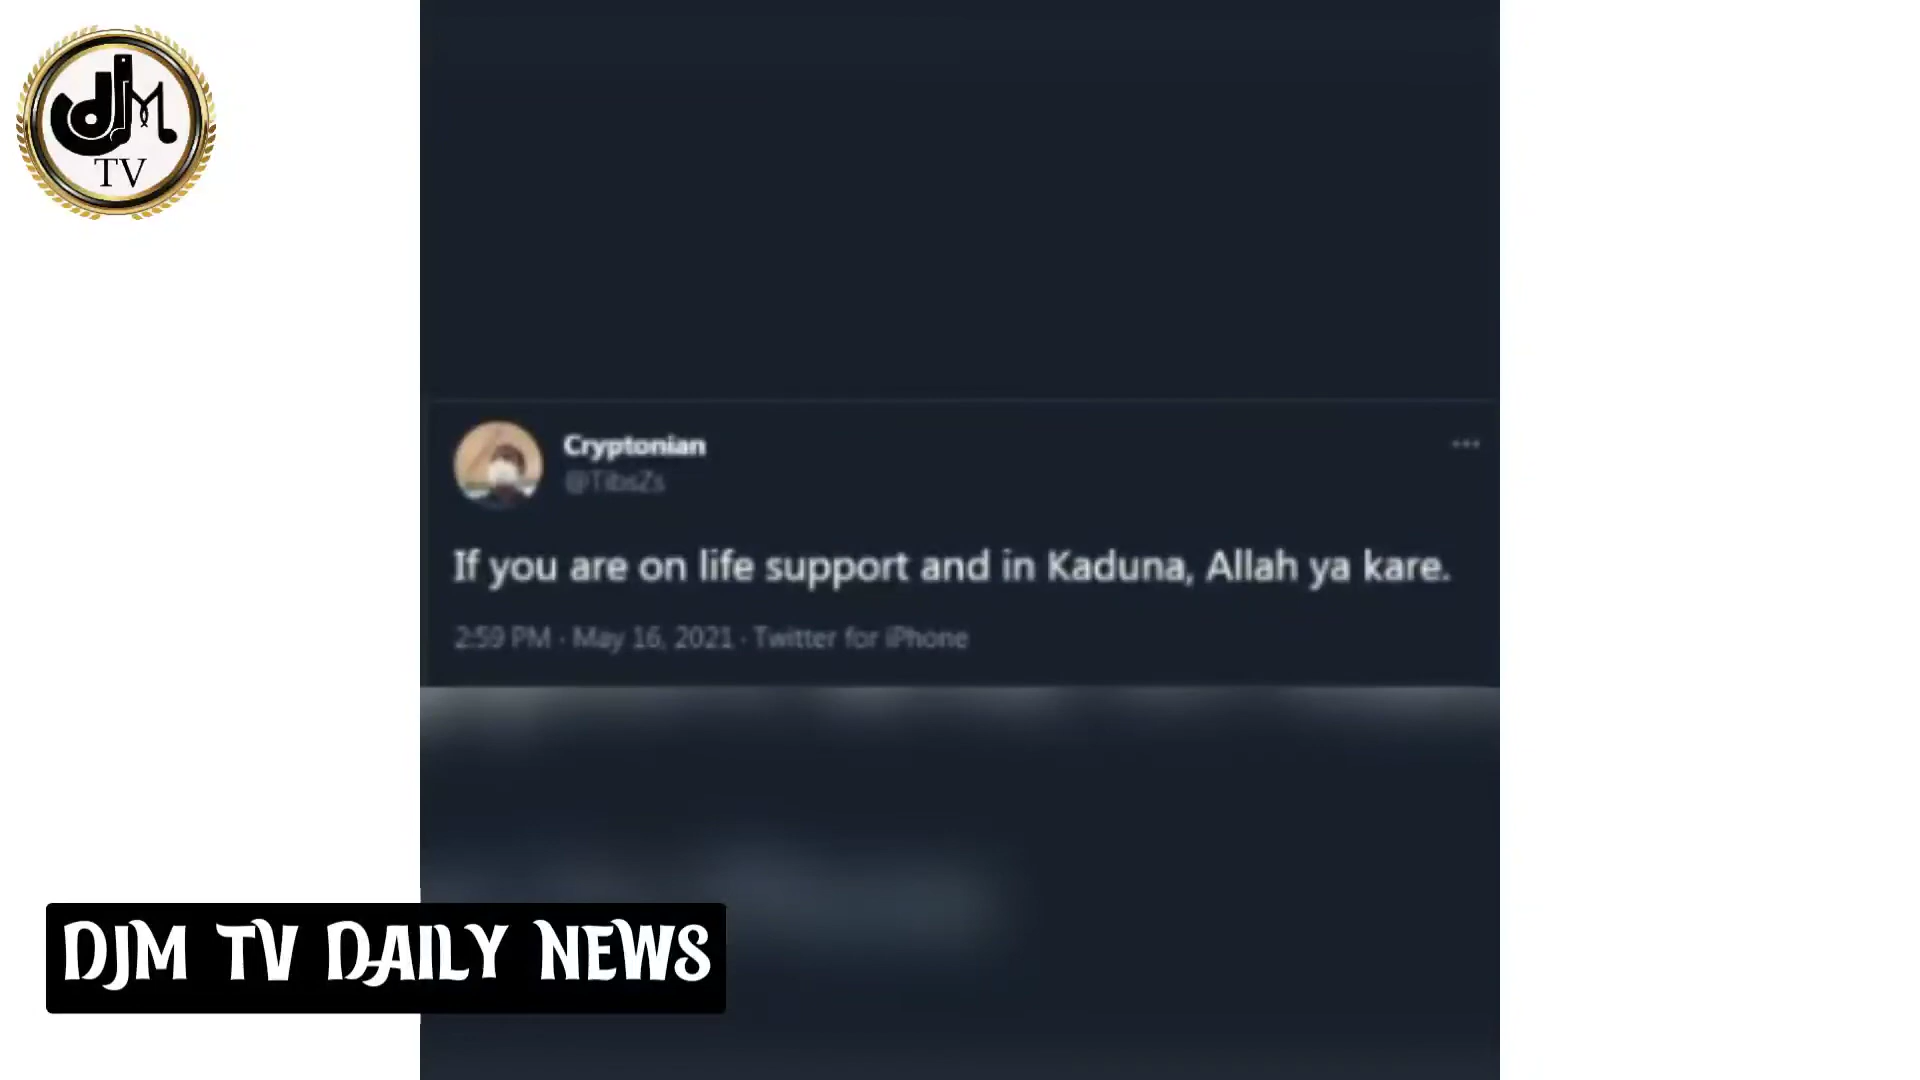 dJM
TV
Cryptonian
@TibsZs
If you are on life support and in Kaduna, Allah ya kare.
2:59 PM · May 16, 2021 · Twitter for iPhone
DJM TV DAILY NEWS